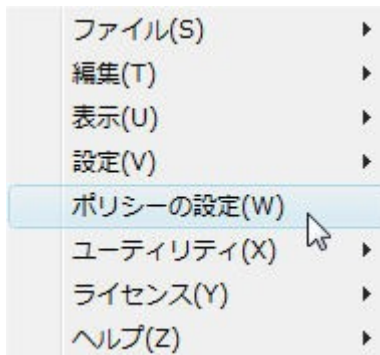 ファイル(S)
編集(T)
表示(U)
設定(V)
ポリシーの設定(W)
ユーティリティ(X)
ライセンス(Y)
ヘルプ(Z)